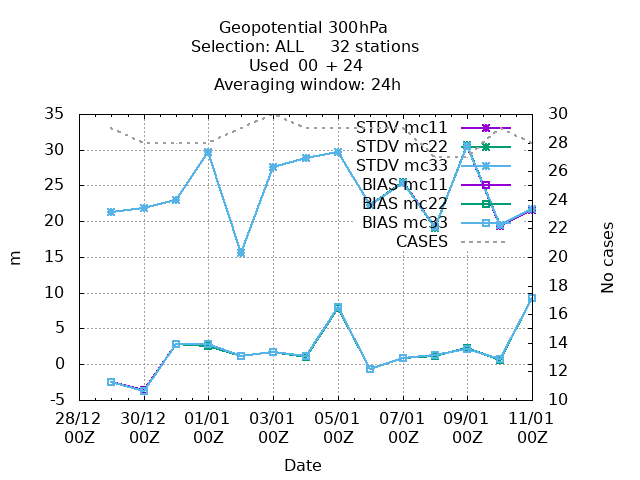 Geopotential 300hPa
Selection: ALL 32 stations
Used 00 + 24
Averaging window: 24h
35
30
25
20
15
10
5
0
-5
m
30
28
26
24
22
20
18
16
14
12
10
No cases
STDV mc11
STDV mc22
STDV mc33
BIAS mc11
BIAS mc22
BIAS mc33
CASES
28/12 30/12 01/01 03/01 05/01 07/01 09/01 11/01
00Z 00Z 00Z 00Z 00Z 00Z 00Z 00Z
Date